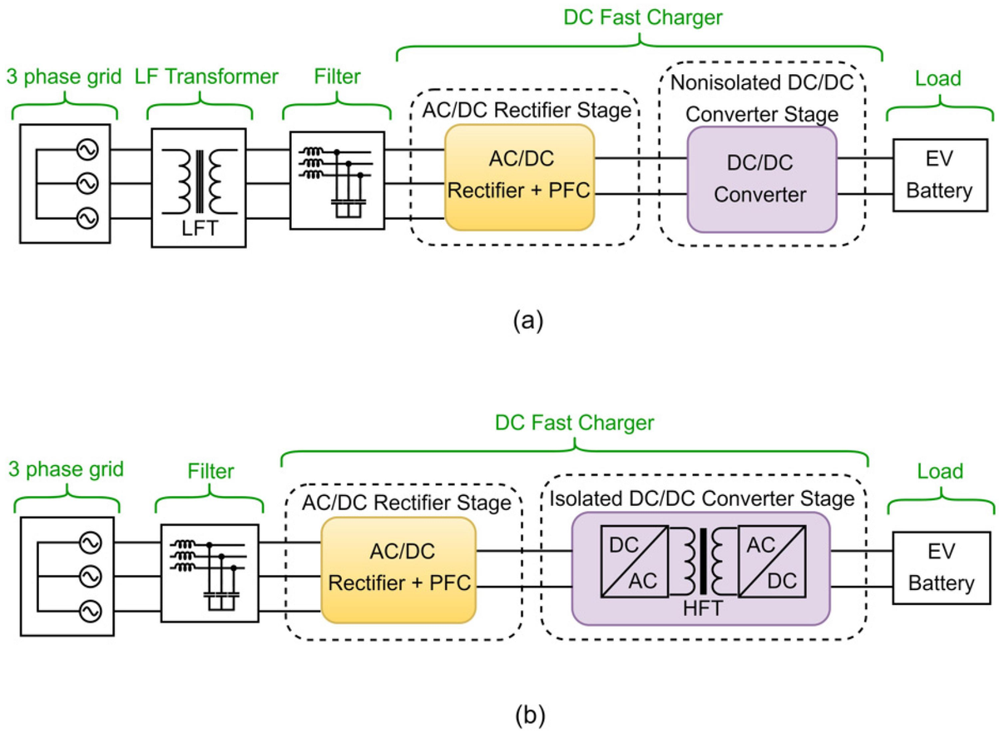 DC Fast Charger
3 phase grid
LF Transformer
Filter
Load
AC/DC Rectifier Stage
Nonisolated DC/DC
Converter Stage
LFT
AC/DC
Rectifier + PFC
DC/DC
Converter
EV
Battery
(a)
DC Fast Charger
3 phase grid
Filter
Load
AC/DC Rectifier Stage
Isolated DC/DC Converter Stage
AC/DC
Rectifier + PFC
DC
AC
HFT
AC
DC
EV
Battery
(b)